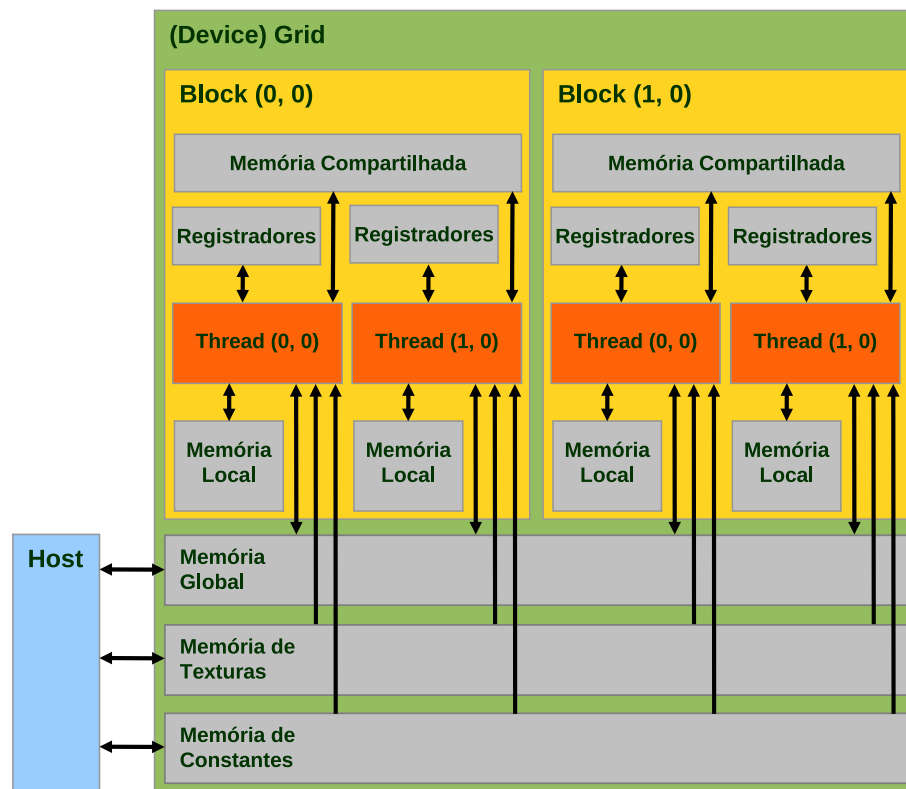 (Device) Grid
Block (0, 0)
Block (1, 0)
Memória Compartilhada
Memória Compartilhada
Registradores
Registradores
Registradores
Registradores
Thread (0, 0)
Thread (1, 0)
Thread (0, 0)
Thread (1, 0)
Memória
Local
Memória
Local
Memória
Local
Memória
Local
Host
Memória
Global
Memória de
Texturas
Memória de
Constantes